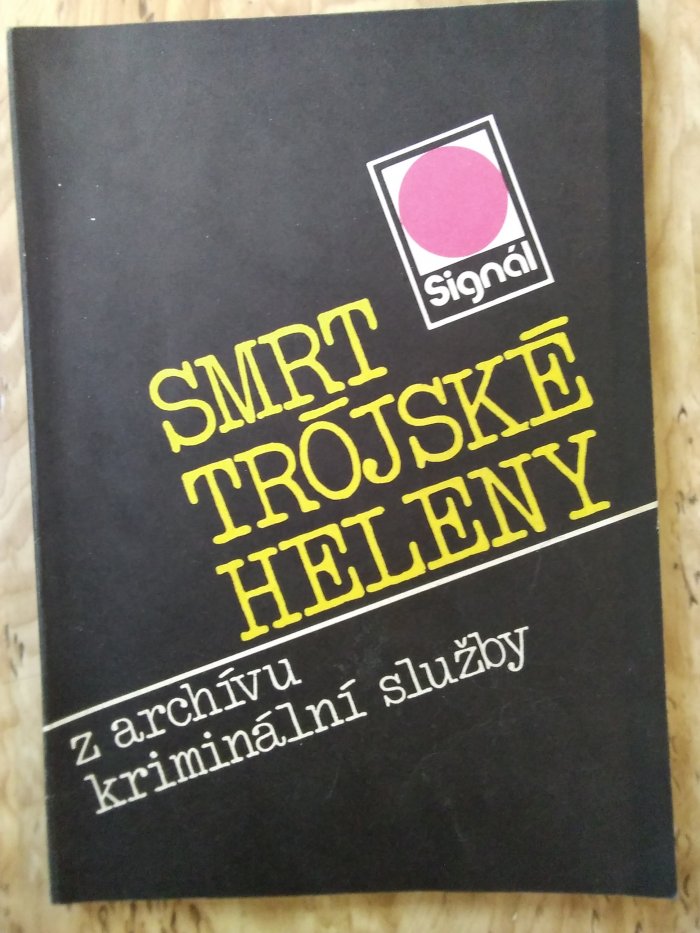 Signál
SMRT
TRÓJSKÉ
HELENY
z archívu
kriminální služby